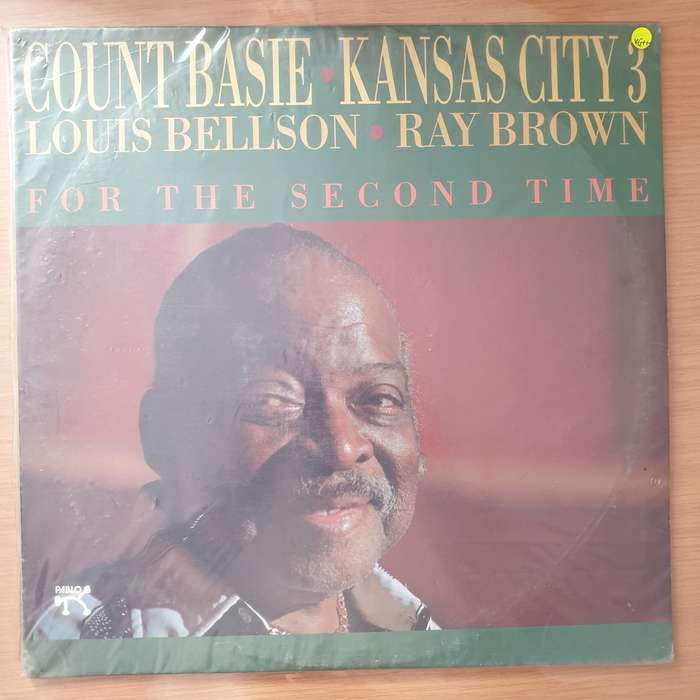 COUNT BASIE • KANSAS CITY 3
LOUIS BELLSON • RAY BROWN
FOR THE SECOND TIME
PABLO